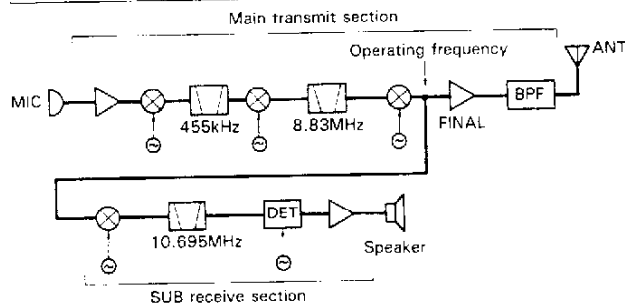 Main transmit section
Operating frequency
ANT
MIC
455kHz
8.83MHz
FINAL
BPF
DET
10.695MHz
Speaker
SUB receive section